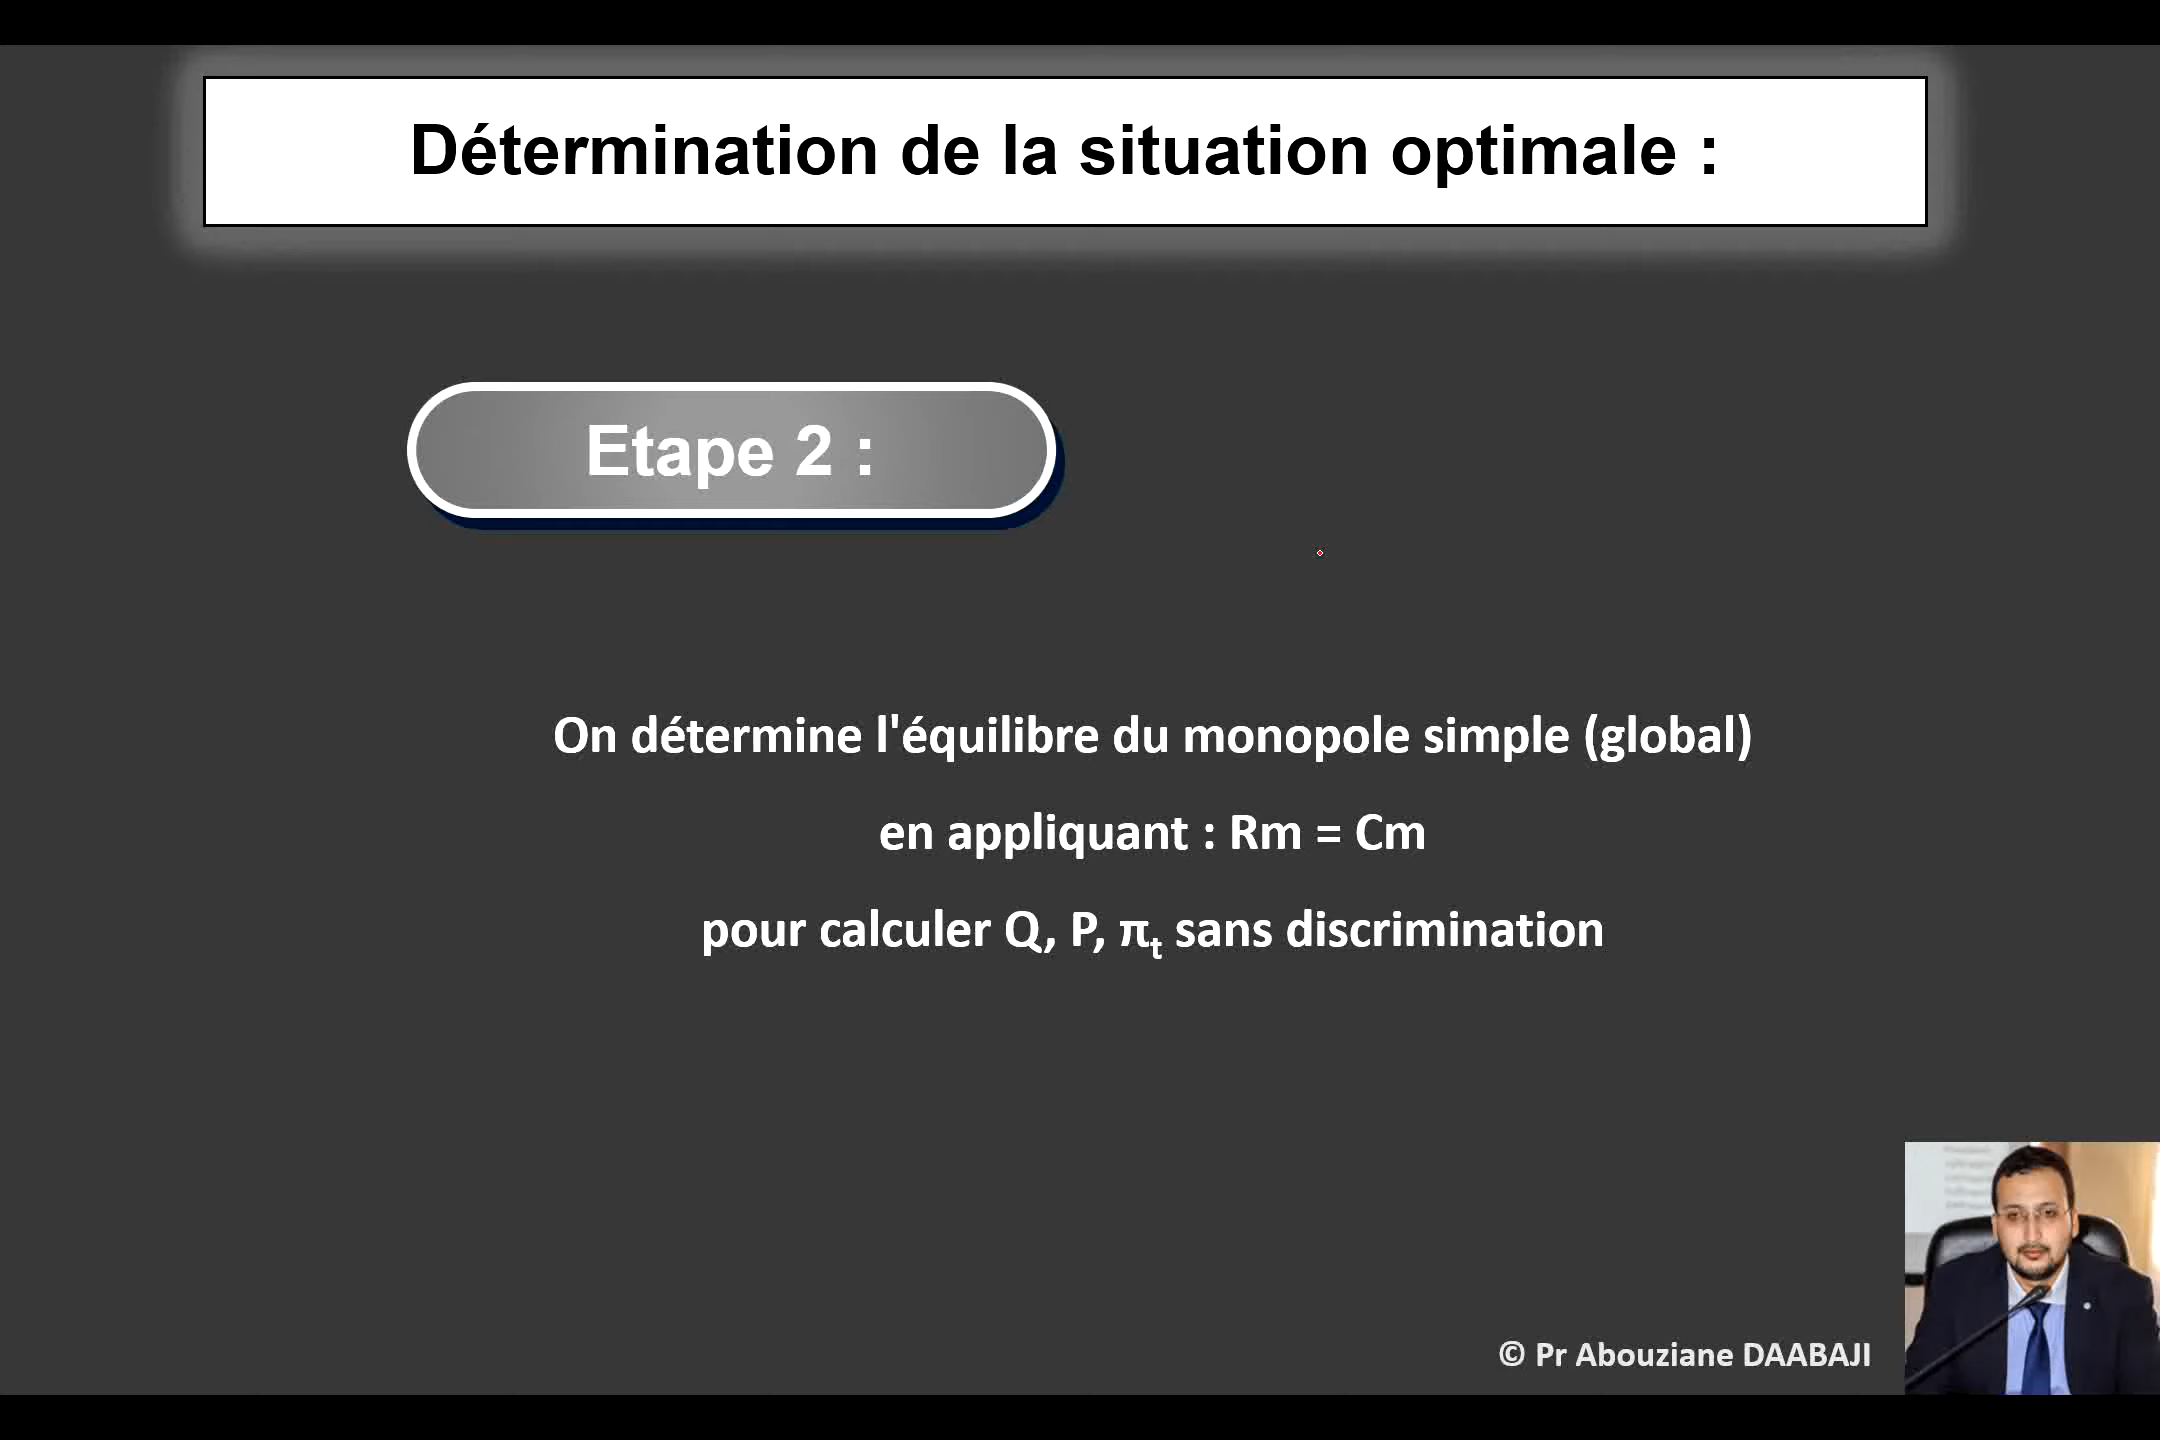 Détermination de la situation optimale :
Etape 2 :
On détermine l'équilibre du monopole simple (global)
en appliquant : Rm = Cm
pour calculer Q, P, πt sans discrimination
© Pr Abouziane DAABAJI